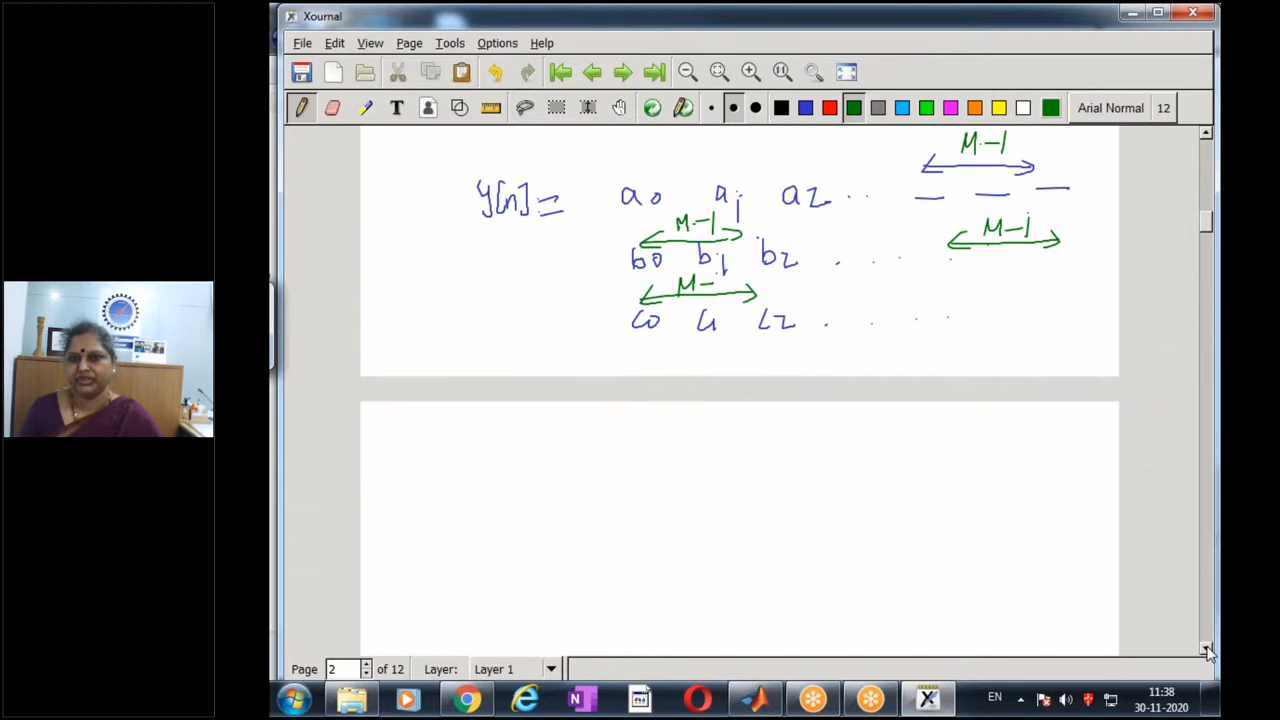 Xournal
File Edit View Page Tools Options Help
Arial Normal 12
M-1
y[n]= a0 a1 a2 ..
M-1 M-1
b0 b1 b2 . . . . .
M-
c0 c1 c2 . . . .
Page 2 of 12 Layer: Layer 1
EN 11:38
30-11-2020